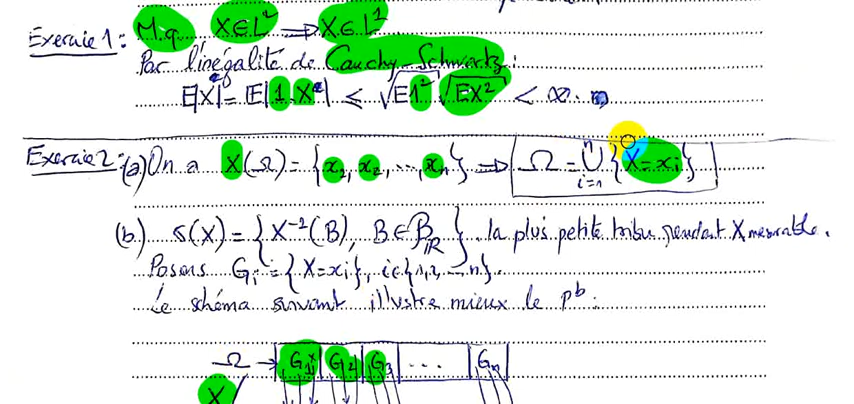 Exercice 1: M.q X∈L² ⟹ X∈L¹
Par l'inégalité de Cauchy-Schwartz:
E|X| = E|1.X| ≤ √E1² √EX² < ∞.
Exercice 2: (a) On a X(Ω) = {x₁, x₂, ..., xₙ} ⟹ Ω = ⋃ⁿᵢ₌₁ {X=xᵢ}
(b) σ(X) = {X⁻¹(B), B∈B_ℝ} la plus petite tribu rendant X mesurable.
Posons Gᵢ = {X=xᵢ}, i∈{1,2,...,n}.
Le schéma suivant illustre mieux le pb:
Ω → G₁ G₂ G₃ ... Gₙ
X